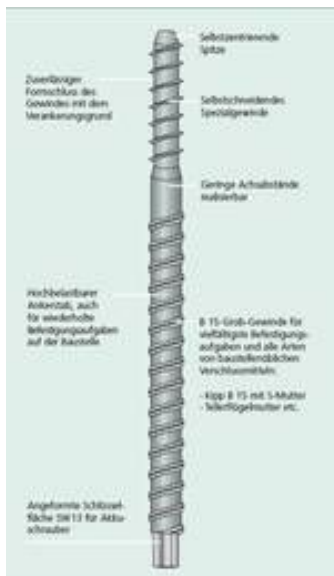 Selbstzentrierende
Spitze
Zuverlässiger
Formschluss des
Gewindes mit dem
Verankerungsgrund
Selbstschneidendes
Spezialgewinde
Geringe Achsabstände
realisierbar
Hochbelastbarer
Ankerstab, auch
für wiederholte
Befestigungsaufgaben
auf der Baustelle
B 15-Grob-Gewinde für
vielfältigste Befestigungs-
aufgaben und alle Arten
von baustellenüblichen
Verschlussmitteln:
- Kipp B 15 mit S-Mutter
- Tellerflügelmutter etc.
Angeformte Schlüssel-
fläche SW 13 für Akku-
schrauber